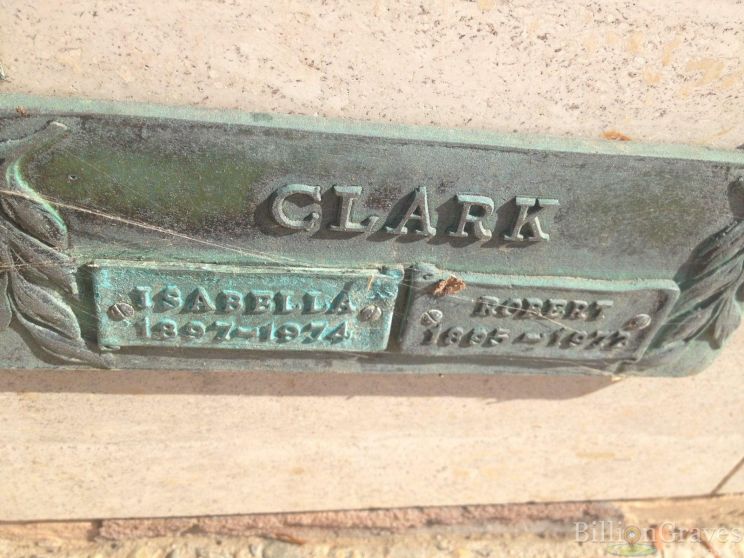 CLARK
ISABELLA
1897-1974
ROBERT
BillionGraves